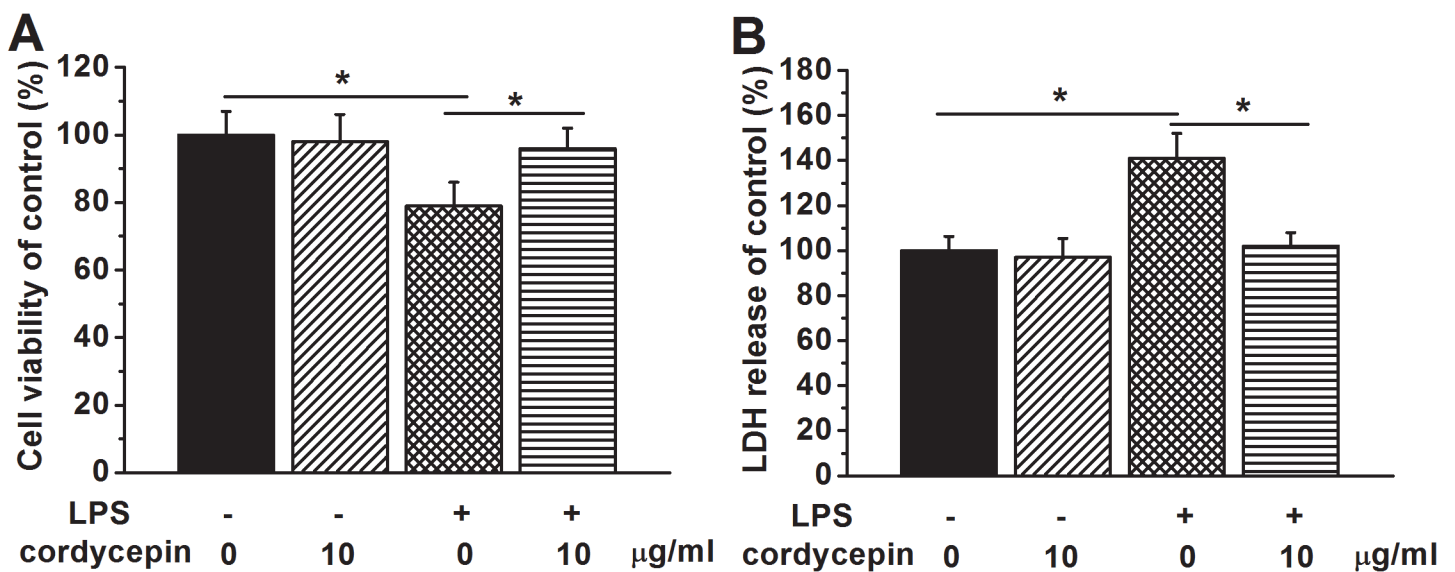 A
Cell viability of control (%)
120
100
80
60
40
20
0
*
*
LPS - - + +
cordycepin 0 10 0 10 μg/ml
B
LDH release of control (%)
180
160
140
120
100
80
60
40
20
0
*
*
LPS - - + +
cordycepin 0 10 0 10 μg/ml